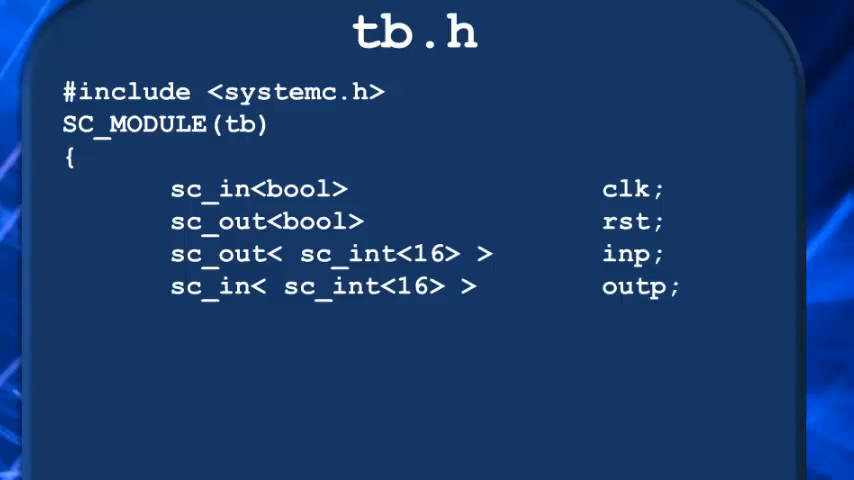 tb.h
#include <systemc.h>
SC_MODULE(tb)
{
sc_in<bool> clk;
sc_out<bool> rst;
sc_out< sc_int<16> > inp;
sc_in< sc_int<16> > outp;